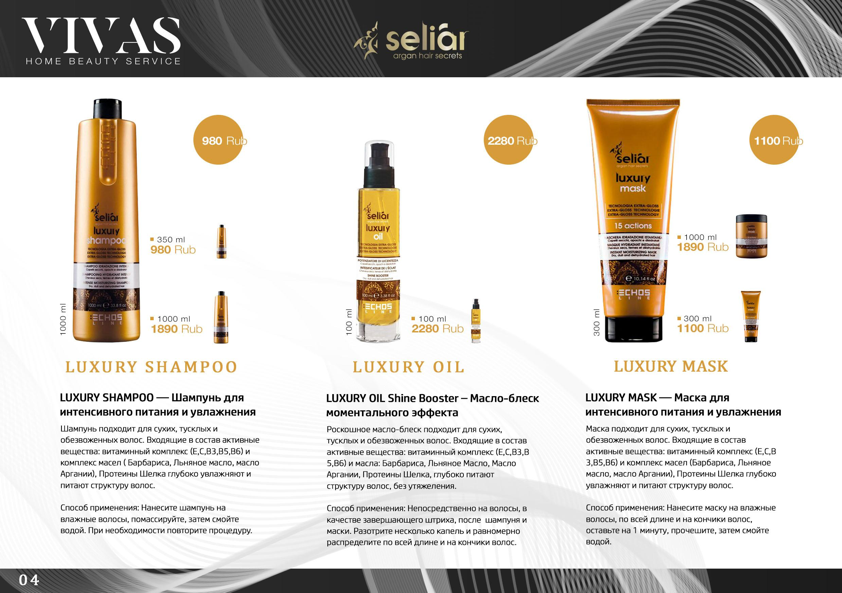 VIVAS
HOME BEAUTY SERVICE
seliár
argan hair secrets
980 Rub
2280 Rub
1100 Rub
seliár
luxury
shampoo
1000 ml
350 ml
980 Rub
1000 ml
1890 Rub
ECHOS
LINE
seliár
luxury
oil
100 ml
100 ml
2280 Rub
ECHOS
LINE
seliár
luxury
mask
15 actions
ECHOS
LINE
300 ml
1000 ml
1890 Rub
300 ml
1100 Rub
LUXURY SHAMPOO
LUXURY SHAMPOO — Шампунь для
интенсивного питания и увлажнения
Шампунь подходит для сухих, тусклых и
обезвоженных волос. Входящие в состав активные
вещества: витаминный комплекс (E,C,B3,B5,B6) и
комплекс масел ( Барбариса, Льняное масло, масло
Аргании), Протеины Шелка глубоко увлажняют и
питают структуру волос.
Способ применения: Нанесите шампунь на
влажные волосы, помассируйте, затем смойте
водой. При необходимости повторите процедуру.
LUXURY OIL
LUXURY OIL Shine Booster – Масло-блеск
моментального эффекта
Роскошное масло-блеск подходит для сухих,
тусклых и обезвоженных волос. Входящие в состав
активные вещества: витаминный комплекс (E,C,B3,B
5,B6) и масла: Барбариса, Льняное Масло, Масло
Аргании, Протеины Шелка, глубоко питают
структуру волос, без утяжеления.
Способ применения: Непосредственно на волосы, в
качестве завершающего штриха, после шампуня и
маски. Разотрите несколько капель и равномерно
распределите по всей длине и на кончики волос.
LUXURY MASK
LUXURY MASK — Маска для
интенсивного питания и увлажнения
Маска подходит для сухих, тусклых и
обезвоженных волос. Входящие в состав
активные вещества: витаминный комплекс (E,C,B
3,B5,B6) и комплекс масел (Барбариса, Льняное
масло, масло Аргании), Протеины Шелка глубоко
увлажняют и питают структуру волос.
Способ применения: Нанесите маску на влажные
волосы, по всей длине и на кончики волос,
оставьте на 1 минуту, прочешите, затем смойте
водой.
04